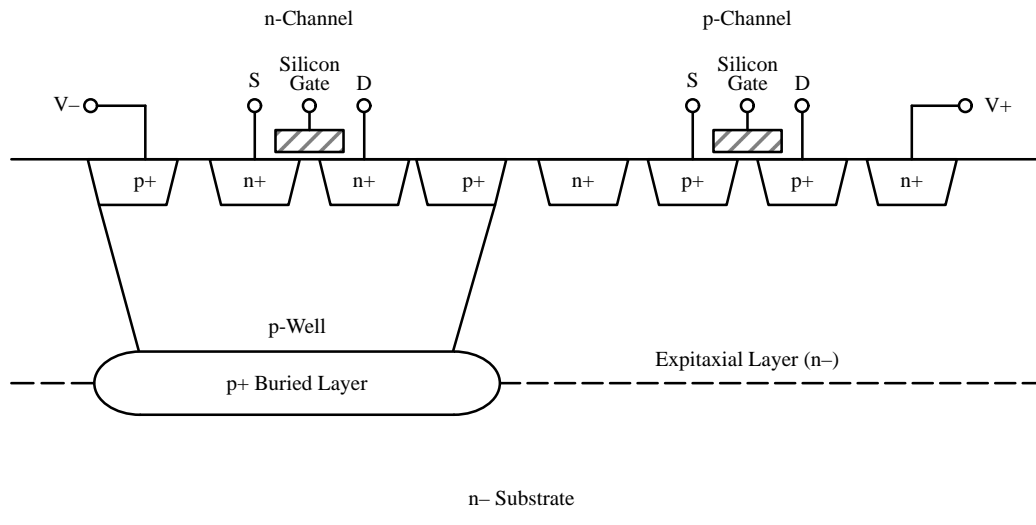 n-Channel
p-Channel
Silicon
Gate
S
D
Silicon
Gate
S
D
V–
V+
p+
n+
n+
p+
n+
p+
p+
n+
p-Well
Expitaxial Layer (n–)
p+ Buried Layer
n– Substrate